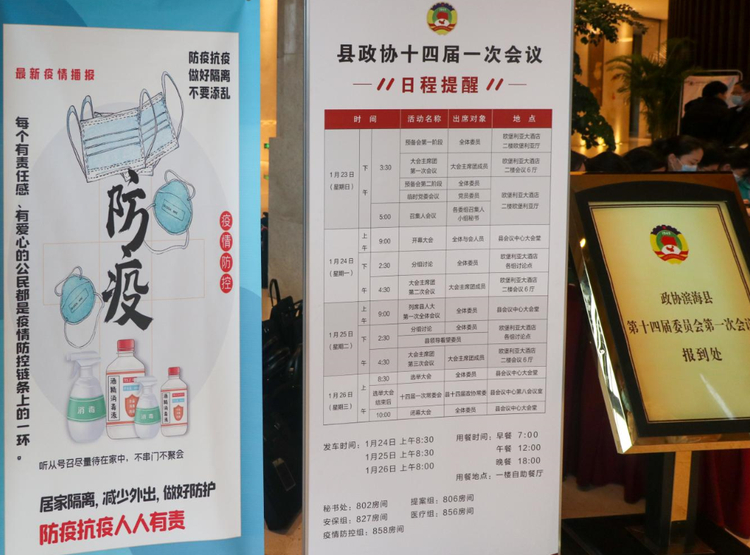 最新疫情播报
防疫抗疫
做好隔离
不要添乱
每个有责任感、有爱心的公民都是疫情防控链条上的一环。
防疫
疫情防控
酒精消毒液
消毒
听从号召尽量待在家中，不串门不聚会
居家隔离，减少外出，做好防护
防疫抗疫人人有责
县政协十四届一次会议
日程提醒
时 间 活动名称 出席对象 地 点
1月23日（星期日） 下午 3:30 预备会第一阶段 全体委员 欧堡利亚大酒店二楼欧堡利亚厅
大会主席团第一次会议 大会主席团成员 欧堡利亚大酒店二楼会议6厅
预备会第二阶段 全体委员 欧堡利亚大酒店二楼欧堡利亚厅
临时党委会议 党员委员
5:00 召集人会议 各委组召集人小组秘书
1月24日（星期一） 上午 9:00 开幕大会 全体与会人员 县会议中心大会堂
下午 2:30 分组讨论 全体委员 欧堡利亚大酒店各组讨论点
4:30 大会主席团第二次会议 大会主席团成员 欧堡利亚大酒店二楼会议6厅
1月25日（星期二） 上午 9:00 列席县人大第一次全体会议 全体委员 县会议中心大会堂
下午 2:30 分组讨论 全体委员 欧堡利亚大酒店各组讨论点
县领导看望委员
4:30 大会主席团第三次会议 大会主席团成员 欧堡利亚大酒店二楼会议6厅
1月26日（星期三） 上午 8:30 选举大会 全体委员 县会议中心大会堂
选举大会结束后 十四届一次常委会 县十四届政协常委 县会议中心第八会议室
10:00 闭幕大会 全体委员 县会议中心大会堂
发车时间：1月24日 上午8:30
1月25日 上午8:30
1月26日 上午8:00
用餐时间：早餐 7:00
午餐 12:00
晚餐 18:00
用餐地点：一楼自助餐厅
秘书处：802房间 提案组：806房间
安保组：827房间 医疗组：856房间
疫情防控组：858房间
政协滨海县
第十四届委员会第一次会议
报到处